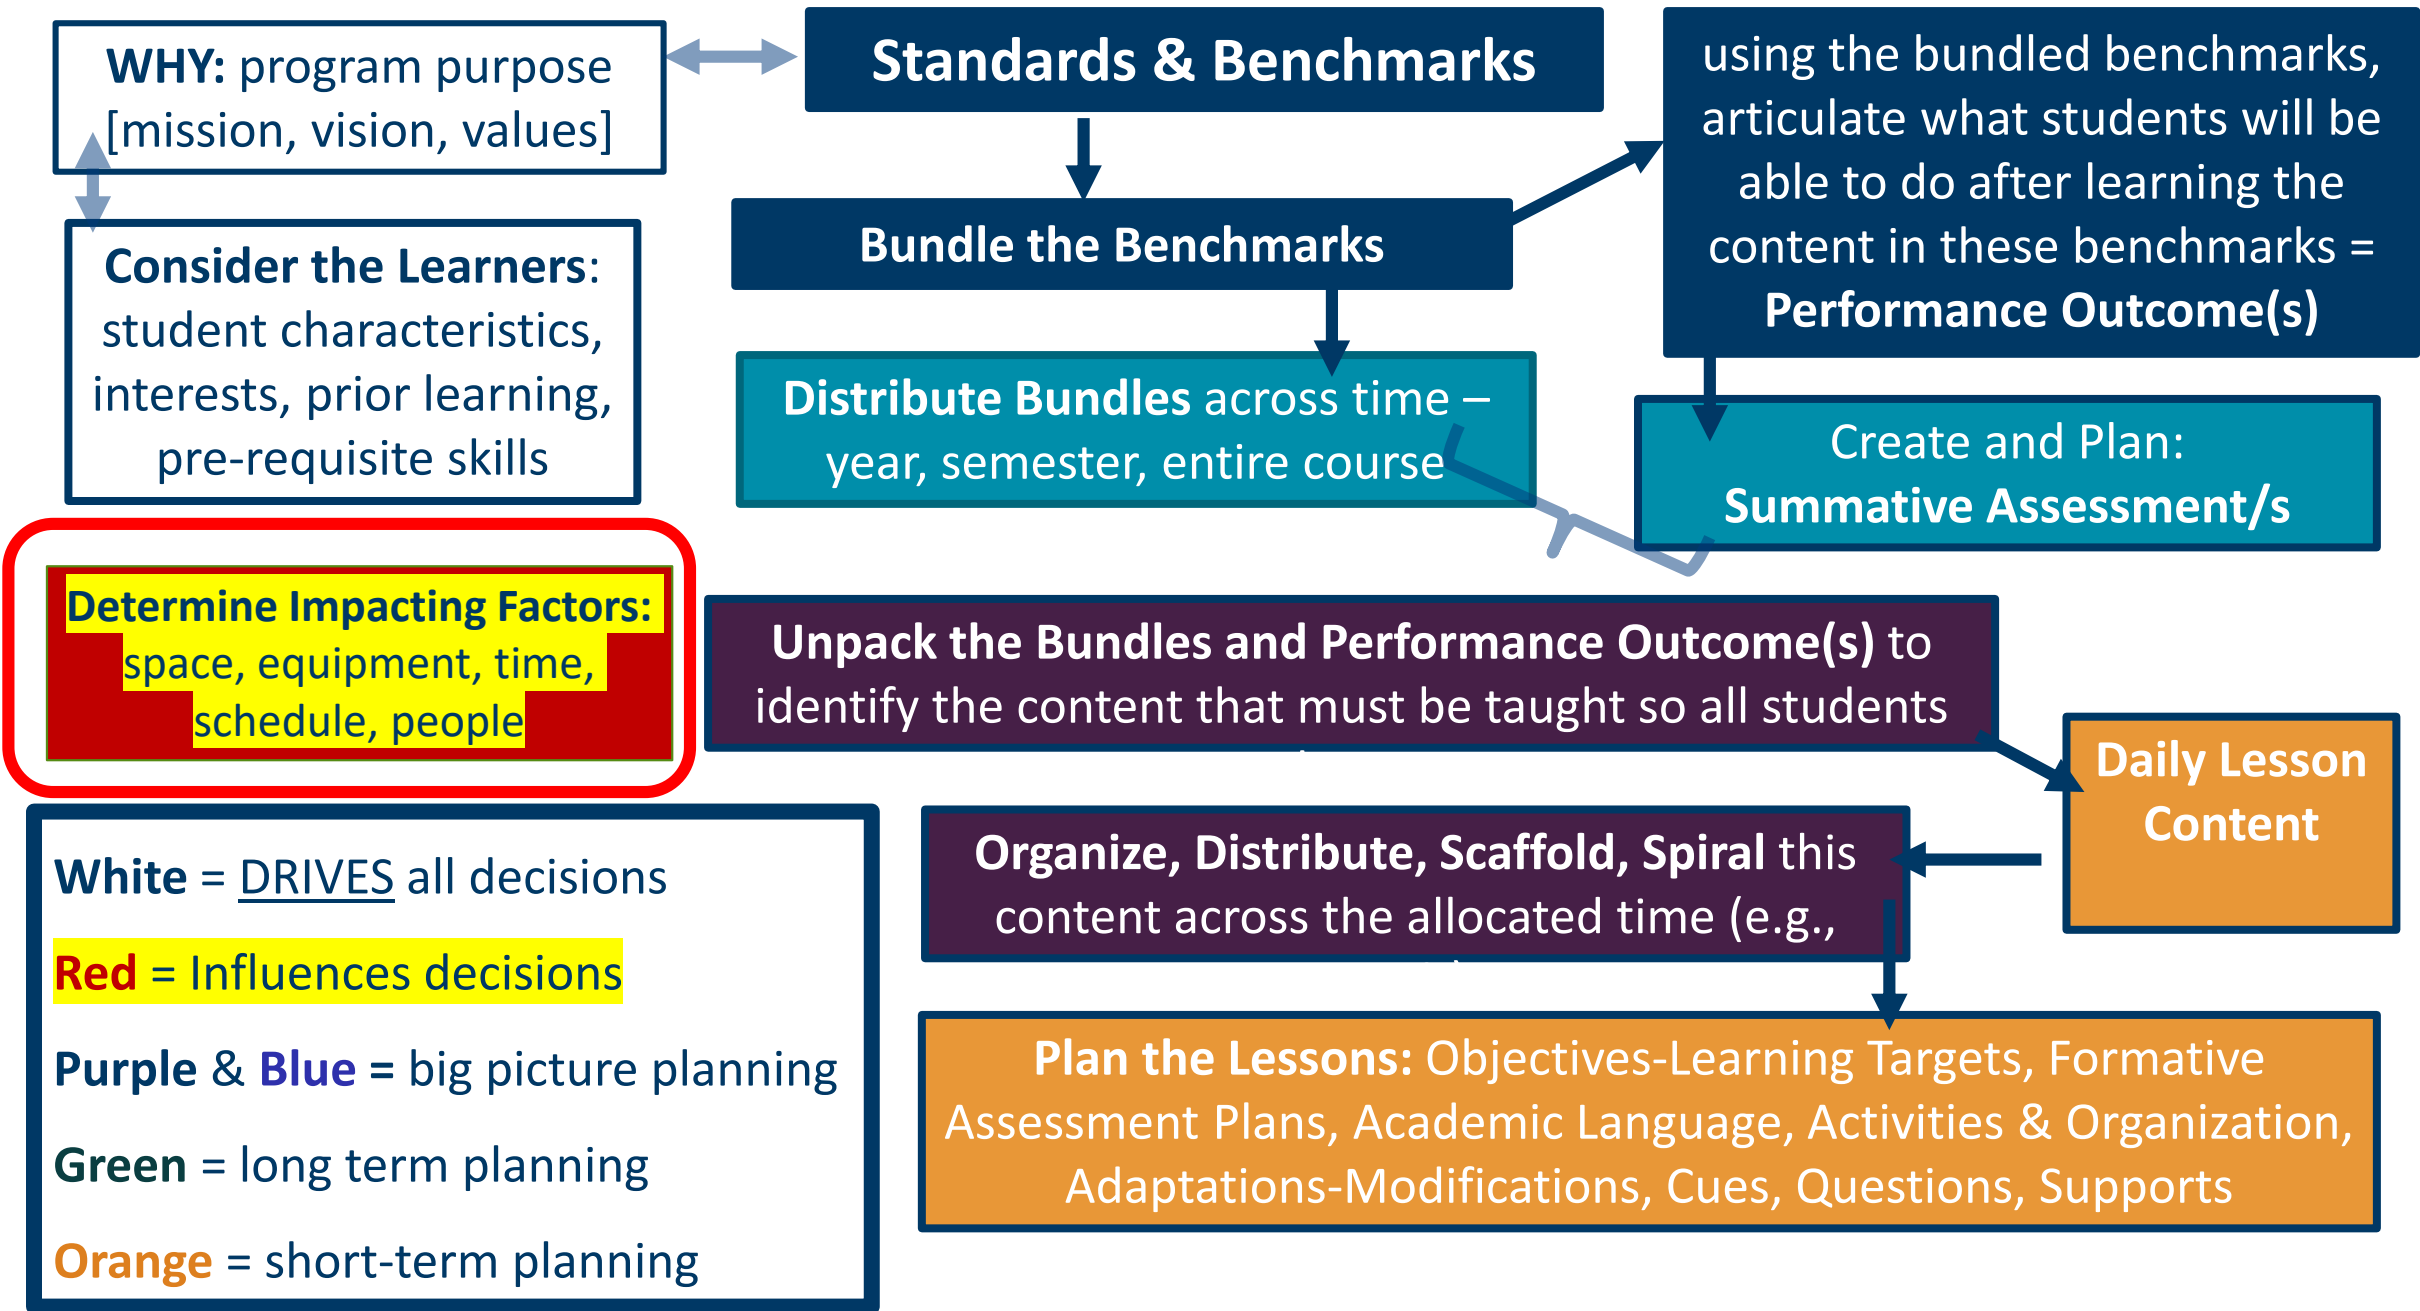 WHY: program purpose
[mission, vision, values]
Standards & Benchmarks
using the bundled benchmarks,
articulate what students will be
able to do after learning the
content in these benchmarks =
Performance Outcome(s)
Bundle the Benchmarks
Consider the Learners:
student characteristics,
interests, prior learning,
pre-requisite skills
Distribute Bundles across time –
year, semester, entire course
Create and Plan:
Summative Assessment/s
Determine Impacting Factors:
space, equipment, time,
schedule, people
Unpack the Bundles and Performance Outcome(s) to
identify the content that must be taught so all students
Daily Lesson
Content
Organize, Distribute, Scaffold, Spiral this
content across the allocated time (e.g.,
Plan the Lessons: Objectives-Learning Targets, Formative
Assessment Plans, Academic Language, Activities & Organization,
Adaptations-Modifications, Cues, Questions, Supports
White = DRIVES all decisions
Red = Influences decisions
Purple & Blue = big picture planning
Green = long term planning
Orange = short-term planning